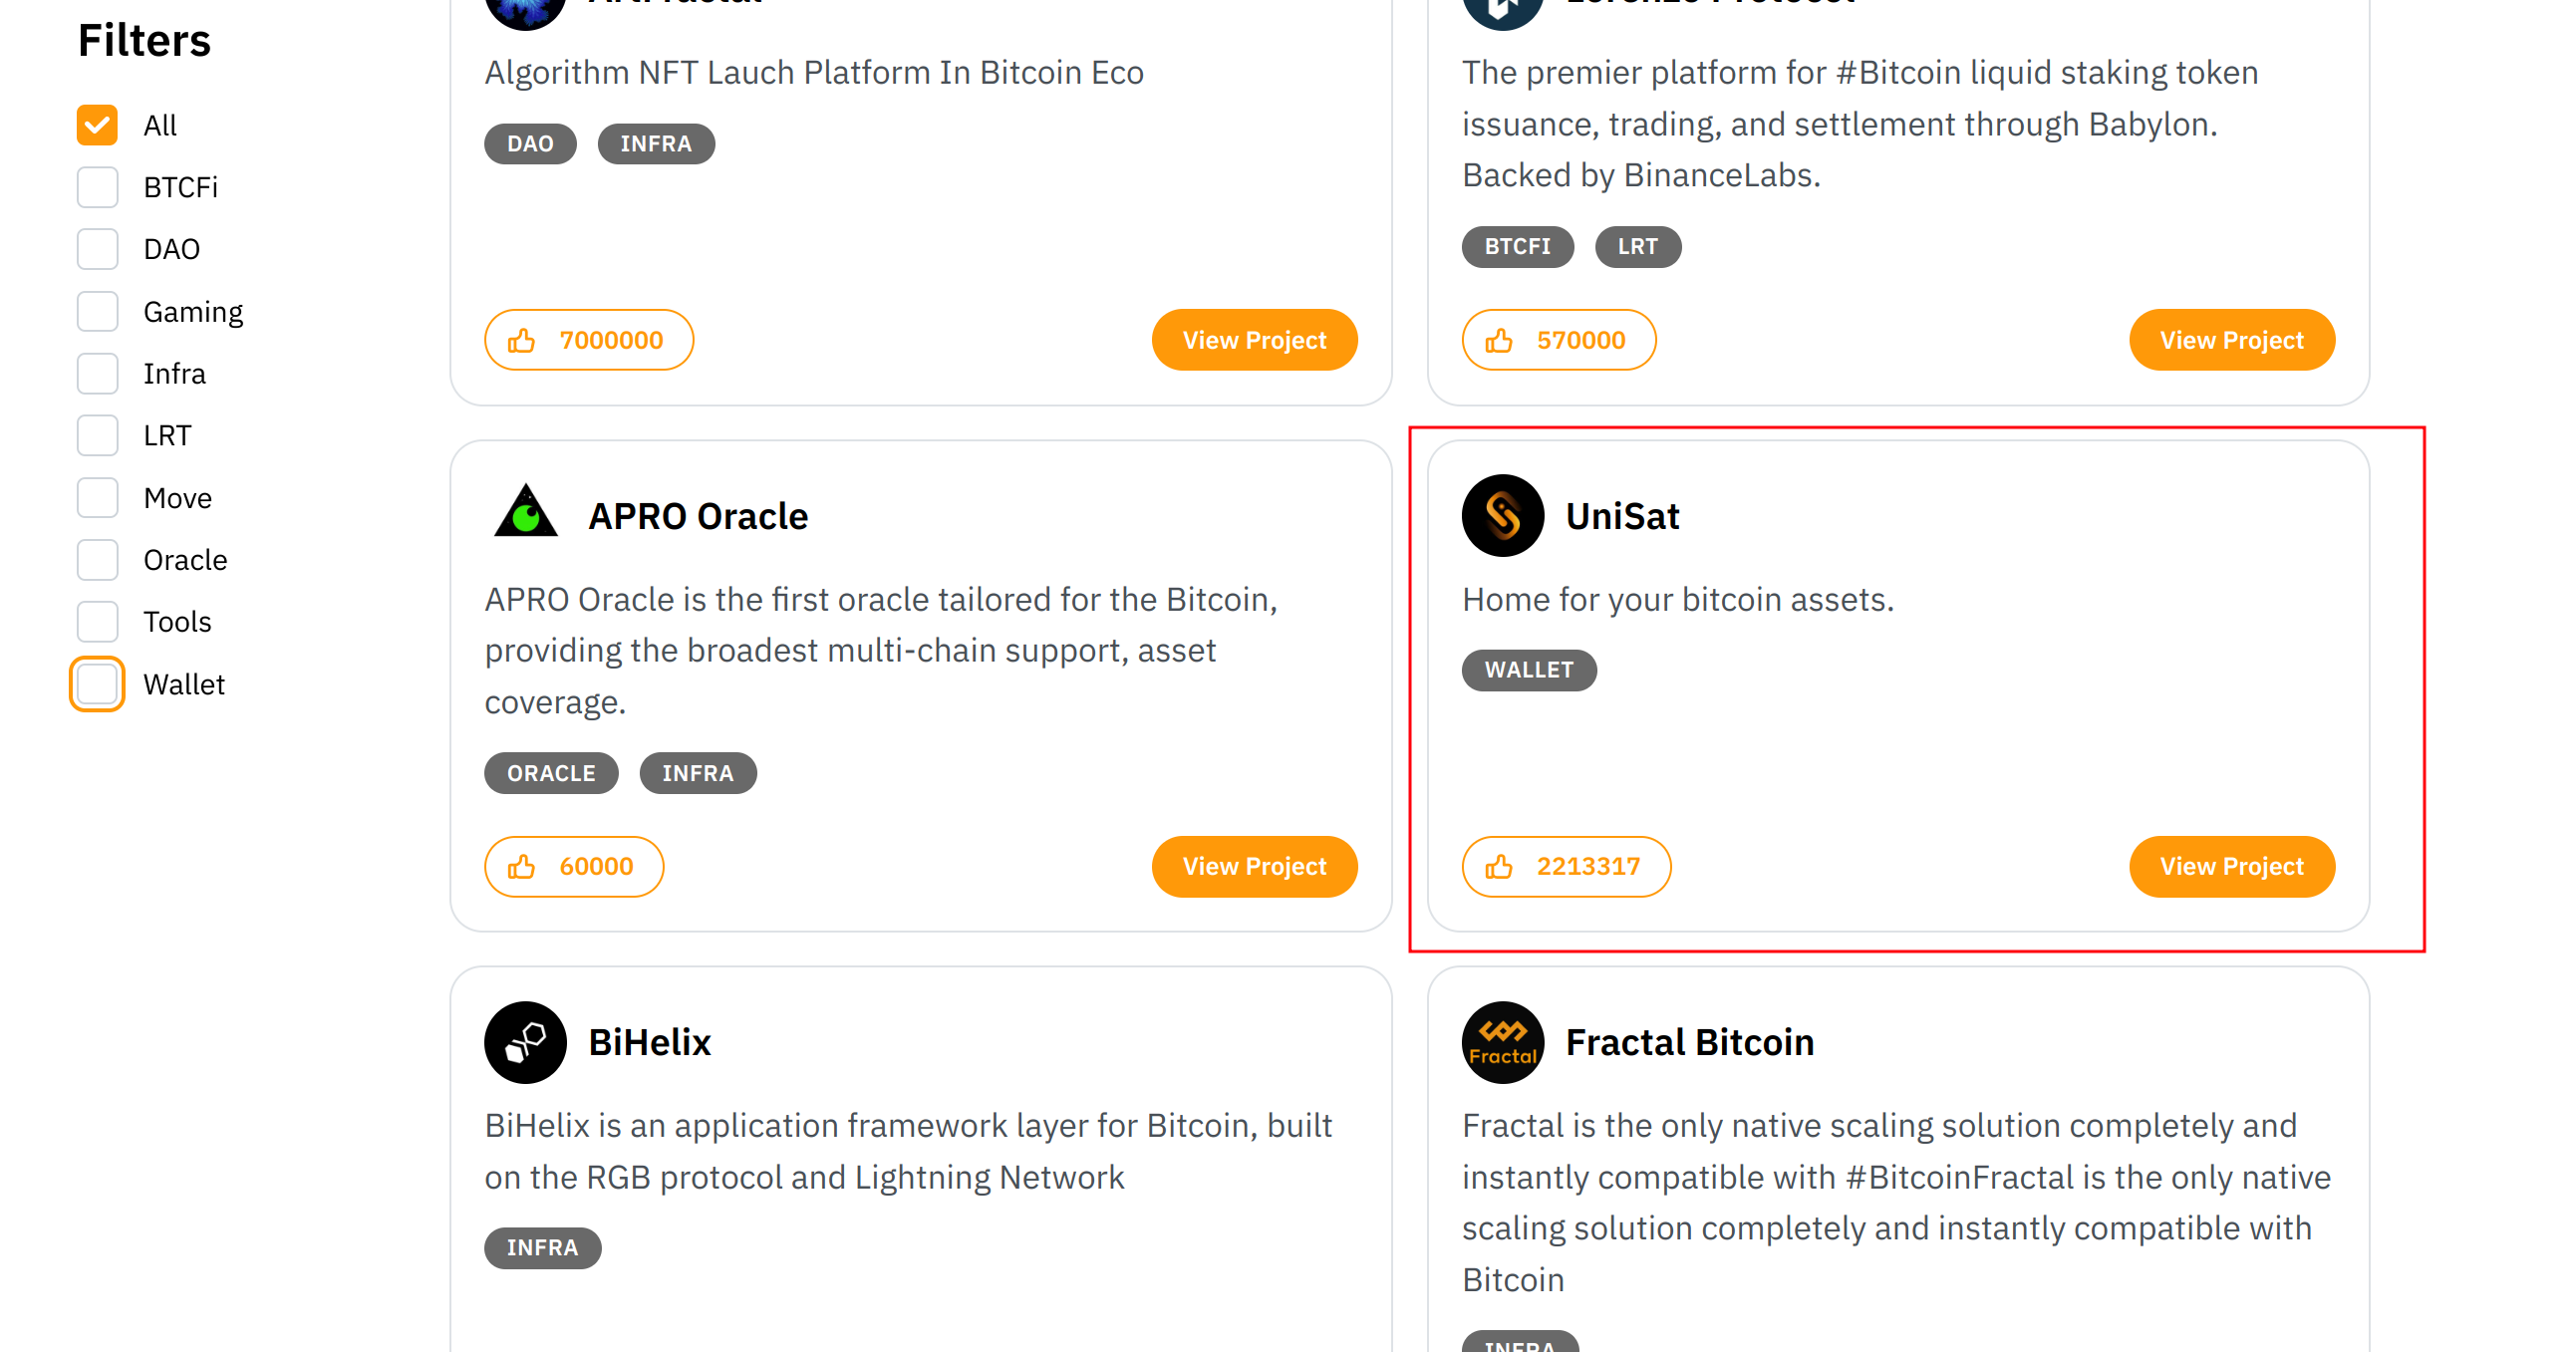 Filters
All
BTCFi
DAO
Gaming
Infra
LRT
Move
Oracle
Tools
Wallet
Algorithm NFT Lauch Platform In Bitcoin Eco
DAO INFRA
7000000 View Project
Lorenzo Protocol
The premier platform for #Bitcoin liquid staking token
issuance, trading, and settlement through Babylon.
Backed by BinanceLabs.
BTCFI LRT
570000 View Project
APRO Oracle
APRO Oracle is the first oracle tailored for the Bitcoin,
providing the broadest multi-chain support, asset
coverage.
ORACLE INFRA
60000 View Project
UniSat
Home for your bitcoin assets.
WALLET
2213317 View Project
BiHelix
BiHelix is an application framework layer for Bitcoin, built
on the RGB protocol and Lightning Network
INFRA
Fractal
Fractal Bitcoin
Fractal is the only native scaling solution completely and
instantly compatible with #BitcoinFractal is the only native
scaling solution completely and instantly compatible with
Bitcoin
INFRA